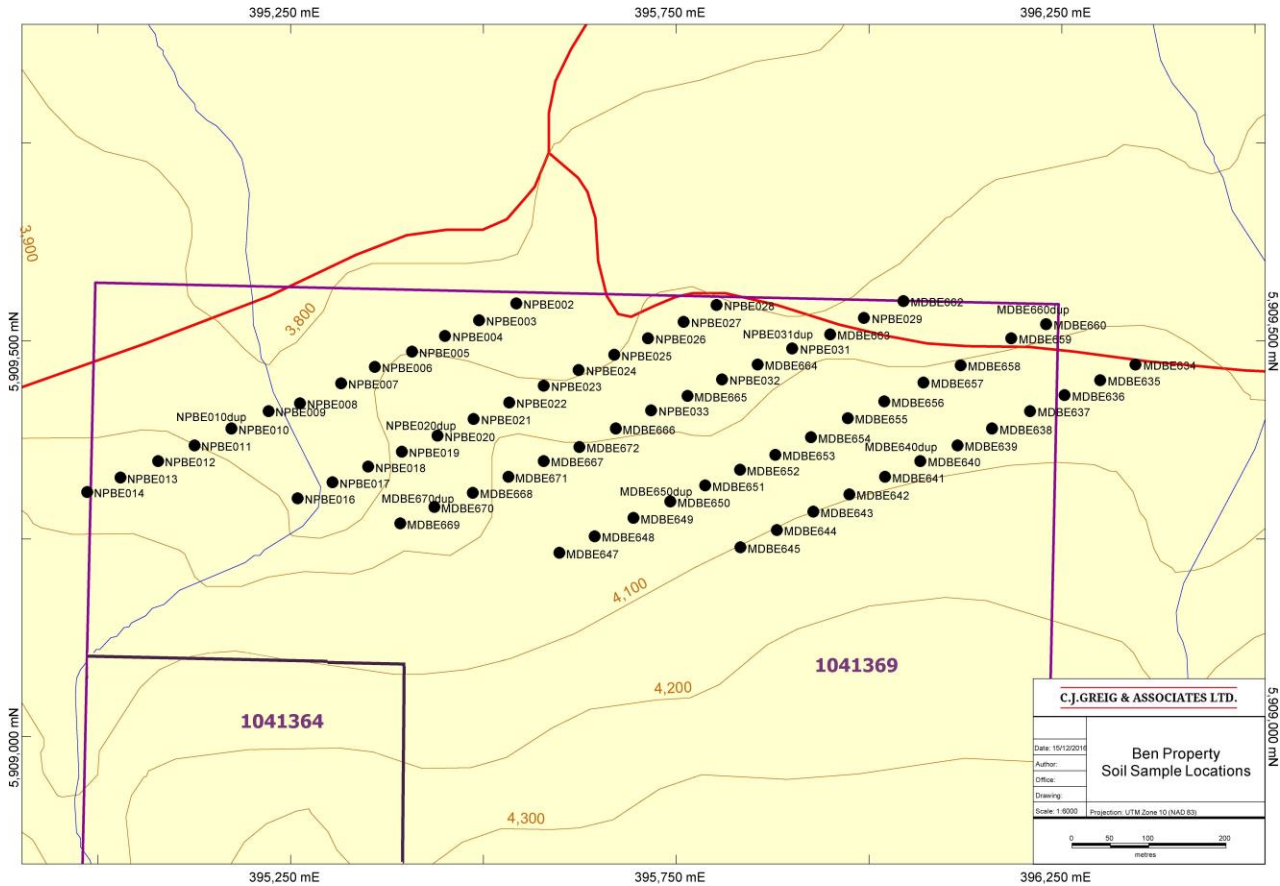 395,250 mE
395,750 mE
396,250 mE
3,900
3,800
5,909,500 mN
5,909,500 mN
NPBE002
NPBE003
NPBE004
NPBE005
NPBE006
NPBE007
NPBE008
NPBE009
NPBE010dup
NPBE010
NPBE011
NPBE012
NPBE013
NPBE014
NPBE028
NPBE027
NPBE026
NPBE025
NPBE024
NPBE023
NPBE022
NPBE021
NPBE020dup
NPBE020
NPBE019
NPBE018
NPBE017
NPBE016
MDBE662
NPBE029
MDBE663
NPBE031dup
NPBE031
MDBE664
NPBE032
MDBE665
NPBE033
MDBE666
MDBE672
MDBE667
MDBE671
MDBE668
MDBE670dup
MDBE670
MDBE669
MDBE660dup
MDBE660
MDBE659
MDBE658
MDBE657
MDBE656
MDBE655
MDBE654
MDBE653
MDBE652
MDBE651
MDBE650dup
MDBE650
MDBE649
MDBE648
MDBE647
MDBE634
MDBE635
MDBE636
MDBE637
MDBE638
MDBE639
MDBE640dup
MDBE640
MDBE641
MDBE642
MDBE643
MDBE644
MDBE645
4,100
4,200
4,300
1041369
1041364
5,909,000 mN
5,909,000 mN
C.J.GREIG & ASSOCIATES LTD.
Date: 15/12/2016
Author:
Office:
Drawing:
Scale: 1:6000
Ben Property
Soil Sample Locations
Projection: UTM Zone 10 (NAD 83)
0 50 100 200
metres
395,250 mE
395,750 mE
396,250 mE